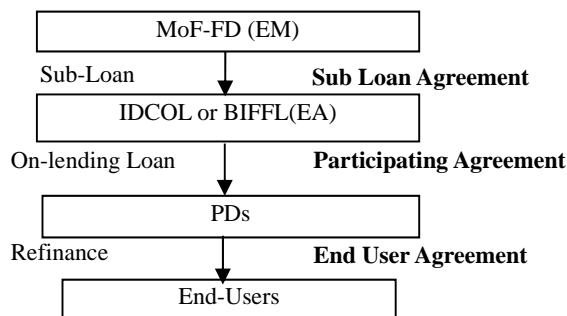 MoF-FD (EM)
Sub-Loan Sub Loan Agreement
IDCOL or BIFFL(EA)
On-lending Loan Participating Agreement
PDs
Refinance End User Agreement
End-Users